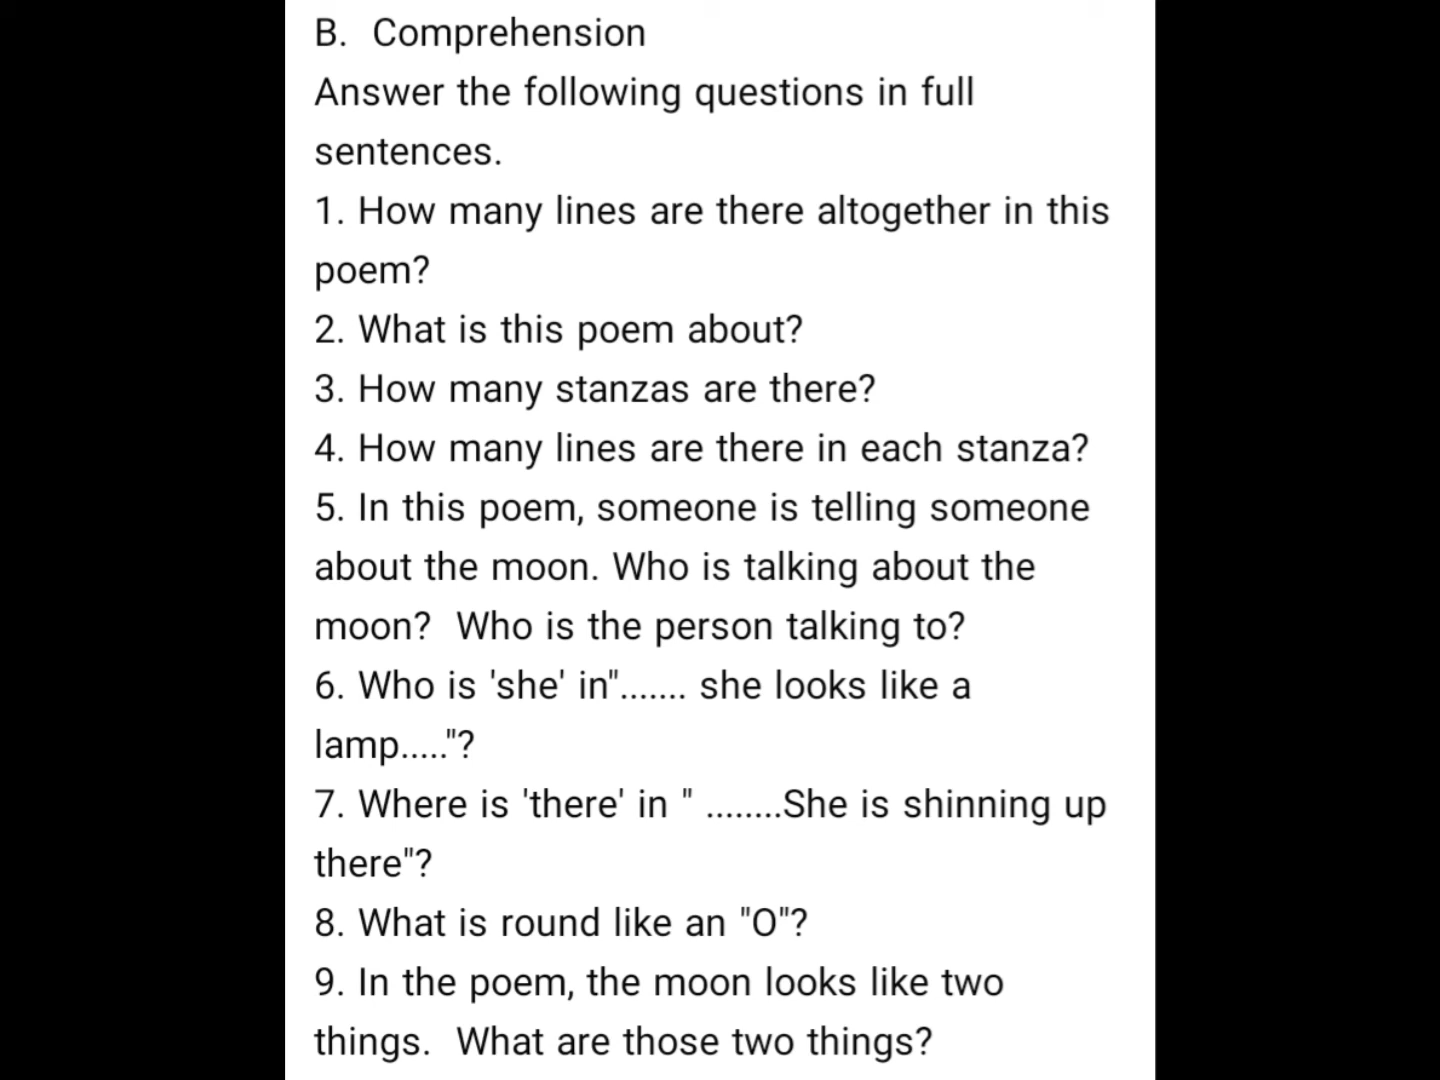 B.  Comprehension
Answer the following questions in full
sentences.
1. How many lines are there altogether in this
poem?
2. What is this poem about?
3. How many stanzas are there?
4. How many lines are there in each stanza?
5. In this poem, someone is telling someone
about the moon. Who is talking about the
moon?  Who is the person talking to?
6. Who is 'she' in"....... she looks like a
lamp....."?
7. Where is 'there' in " ........She is shinning up
there"?
8. What is round like an "O"?
9. In the poem, the moon looks like two
things.  What are those two things?